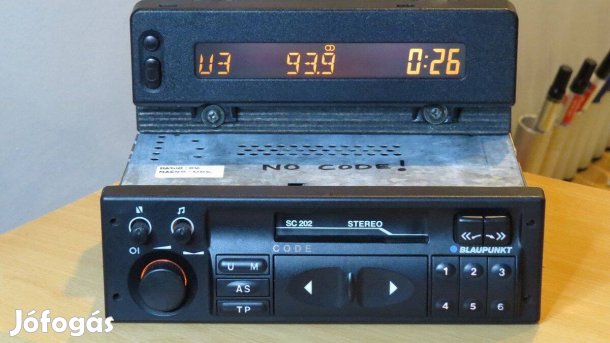 U3 93.9 0:26
NO CODE!
SC 202 STEREO
CODE
BLAUPUNKT
U M
AS
TP
1 2 3
4 5 6
Jófogás